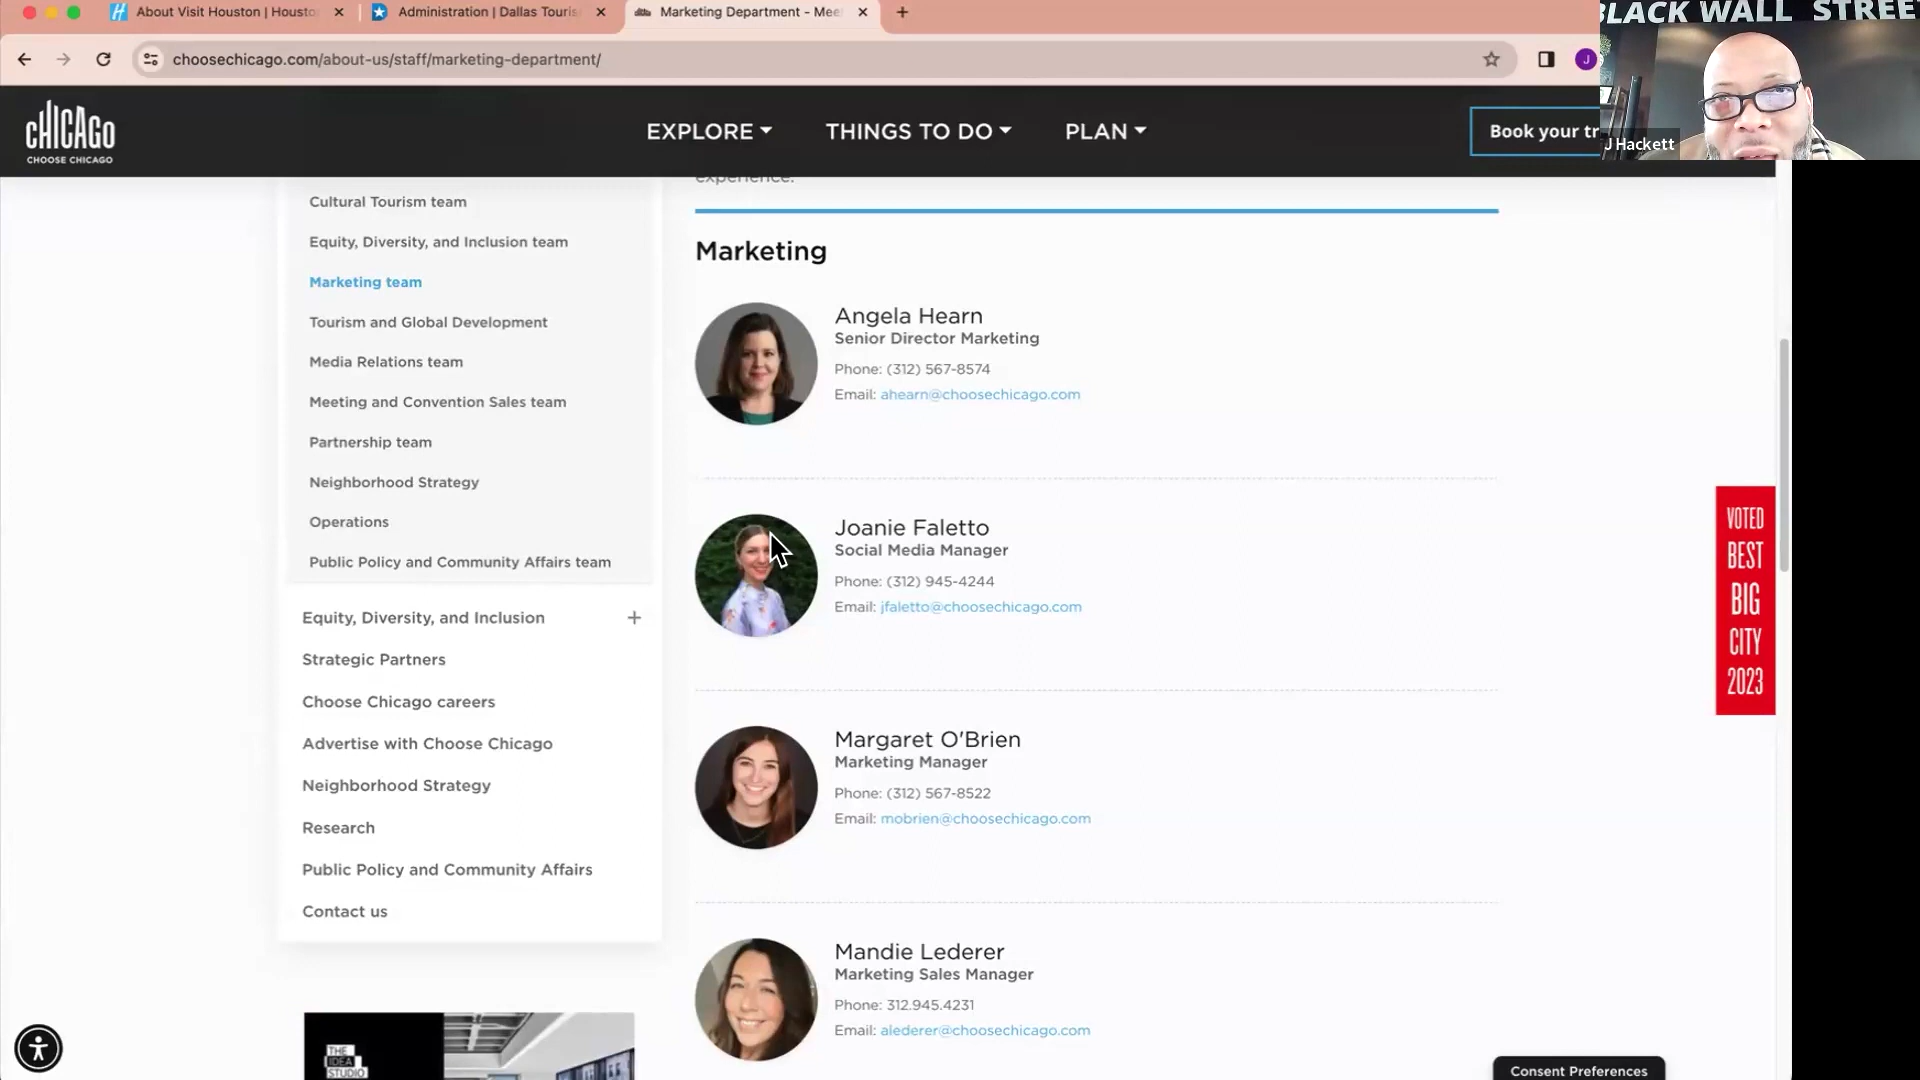 About Visit Houston | Housto
Administration | Dallas Touris
Marketing Department - Mee
BLACK WALL STREE
choosechicago.com/about-us/staff/marketing-department/
J
J Hackett
CHICAGO
CHOOSE CHICAGO
EXPLORE
THINGS TO DO
PLAN
Book your tr
experience.
Cultural Tourism team
Equity, Diversity, and Inclusion team
Marketing team
Tourism and Global Development
Media Relations team
Meeting and Convention Sales team
Partnership team
Neighborhood Strategy
Operations
Public Policy and Community Affairs team
Equity, Diversity, and Inclusion
Strategic Partners
Choose Chicago careers
Advertise with Choose Chicago
Neighborhood Strategy
Research
Public Policy and Community Affairs
Contact us
THE
IDEA
STUDIO
Marketing
Angela Hearn
Senior Director Marketing
Phone: (312) 567-8574
Email: ahearn@choosechicago.com
Joanie Faletto
Social Media Manager
Phone: (312) 945-4244
Email: jfaletto@choosechicago.com
Margaret O'Brien
Marketing Manager
Phone: (312) 567-8522
Email: mobrien@choosechicago.com
Mandie Lederer
Marketing Sales Manager
Phone: 312.945.4231
Email: alederer@choosechicago.com
VOTED
BEST
BIG
CITY
2023
Consent Preferences